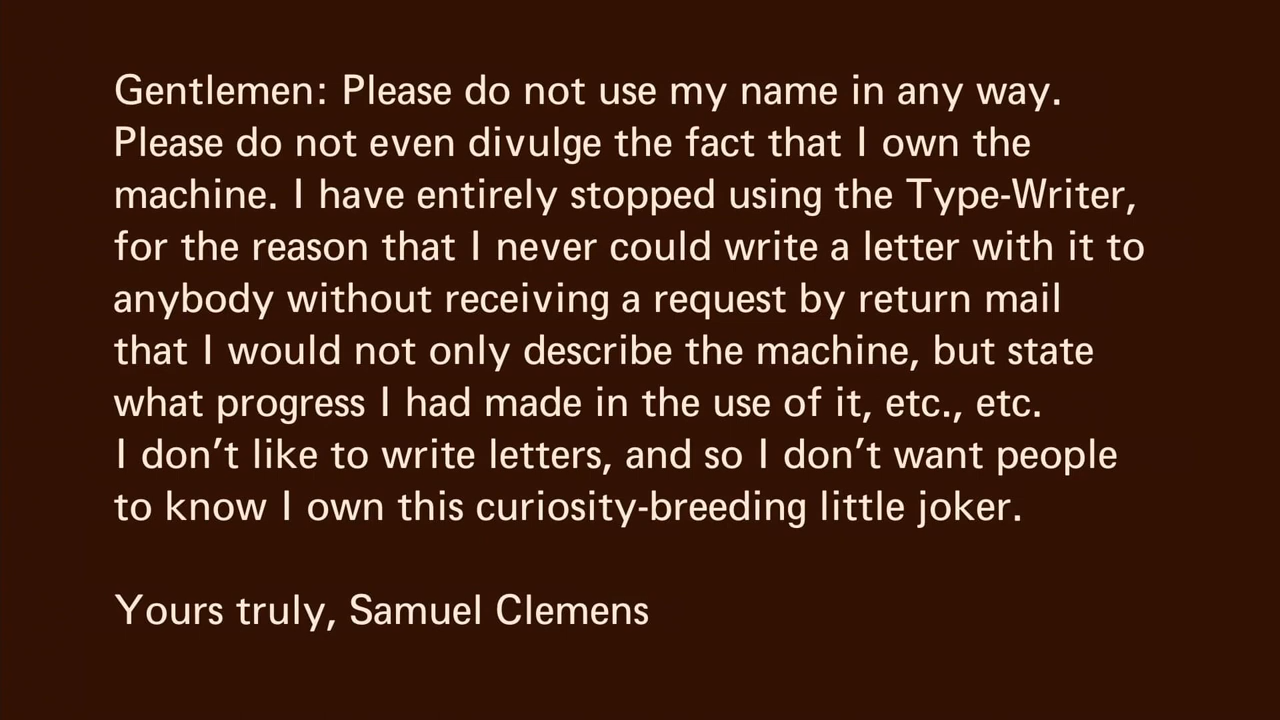 Gentlemen: Please do not use my name in any way.
Please do not even divulge the fact that I own the
machine. I have entirely stopped using the Type-Writer,
for the reason that I never could write a letter with it to
anybody without receiving a request by return mail
that I would not only describe the machine, but state
what progress I had made in the use of it, etc., etc.
I don’t like to write letters, and so I don’t want people
to know I own this curiosity-breeding little joker.
Yours truly, Samuel Clemens